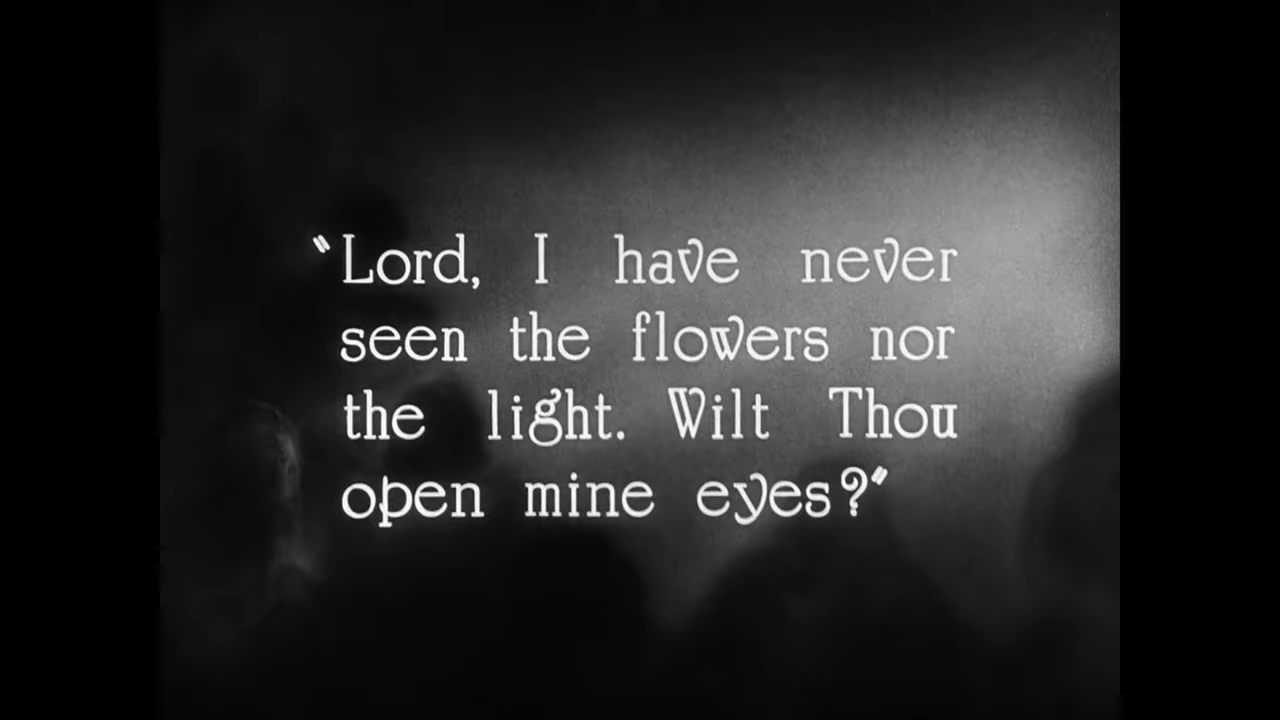 "Lord, I have never
seen the flowers nor
the light. Wilt Thou
open mine eyes?"